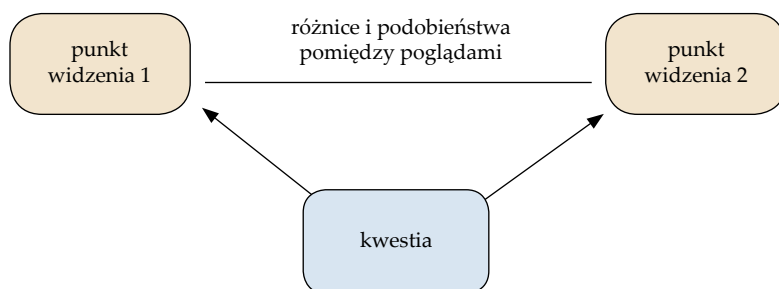 różnice i podobieństwa
pomiędzy poglądami
punkt
widzenia 1
punkt
widzenia 2
kwestia